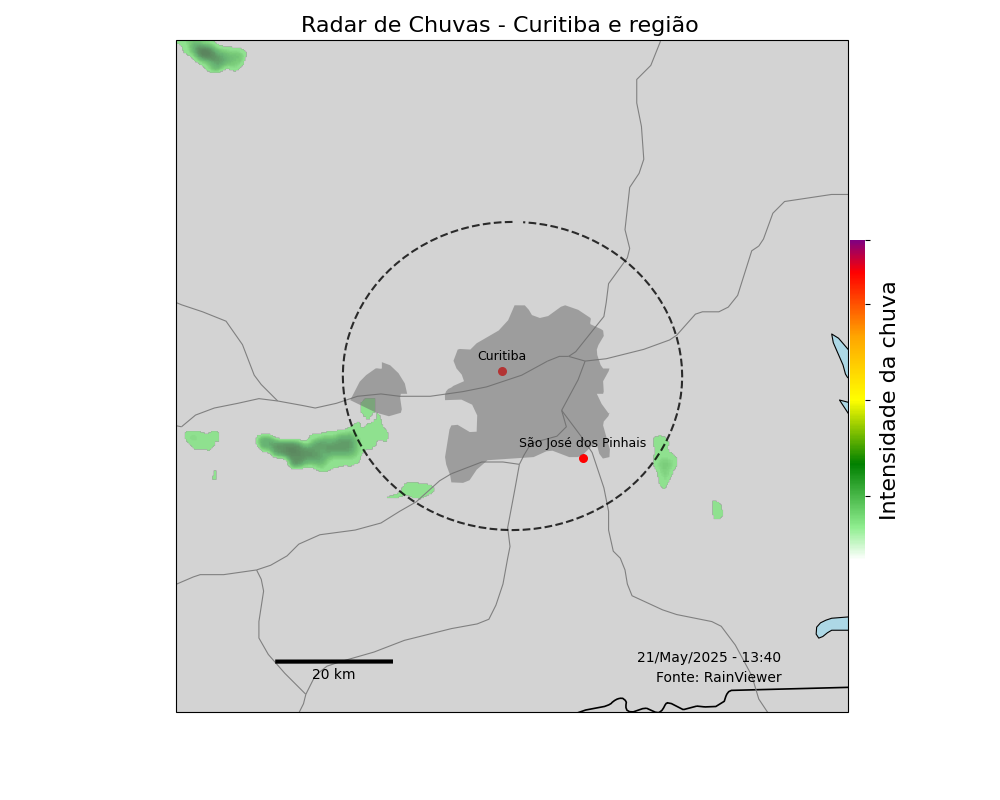 Radar de Chuvas - Curitiba e região
Curitiba
São José dos Pinhais
Intensidade da chuva
20 km
21/May/2025 - 13:40
Fonte: RainViewer